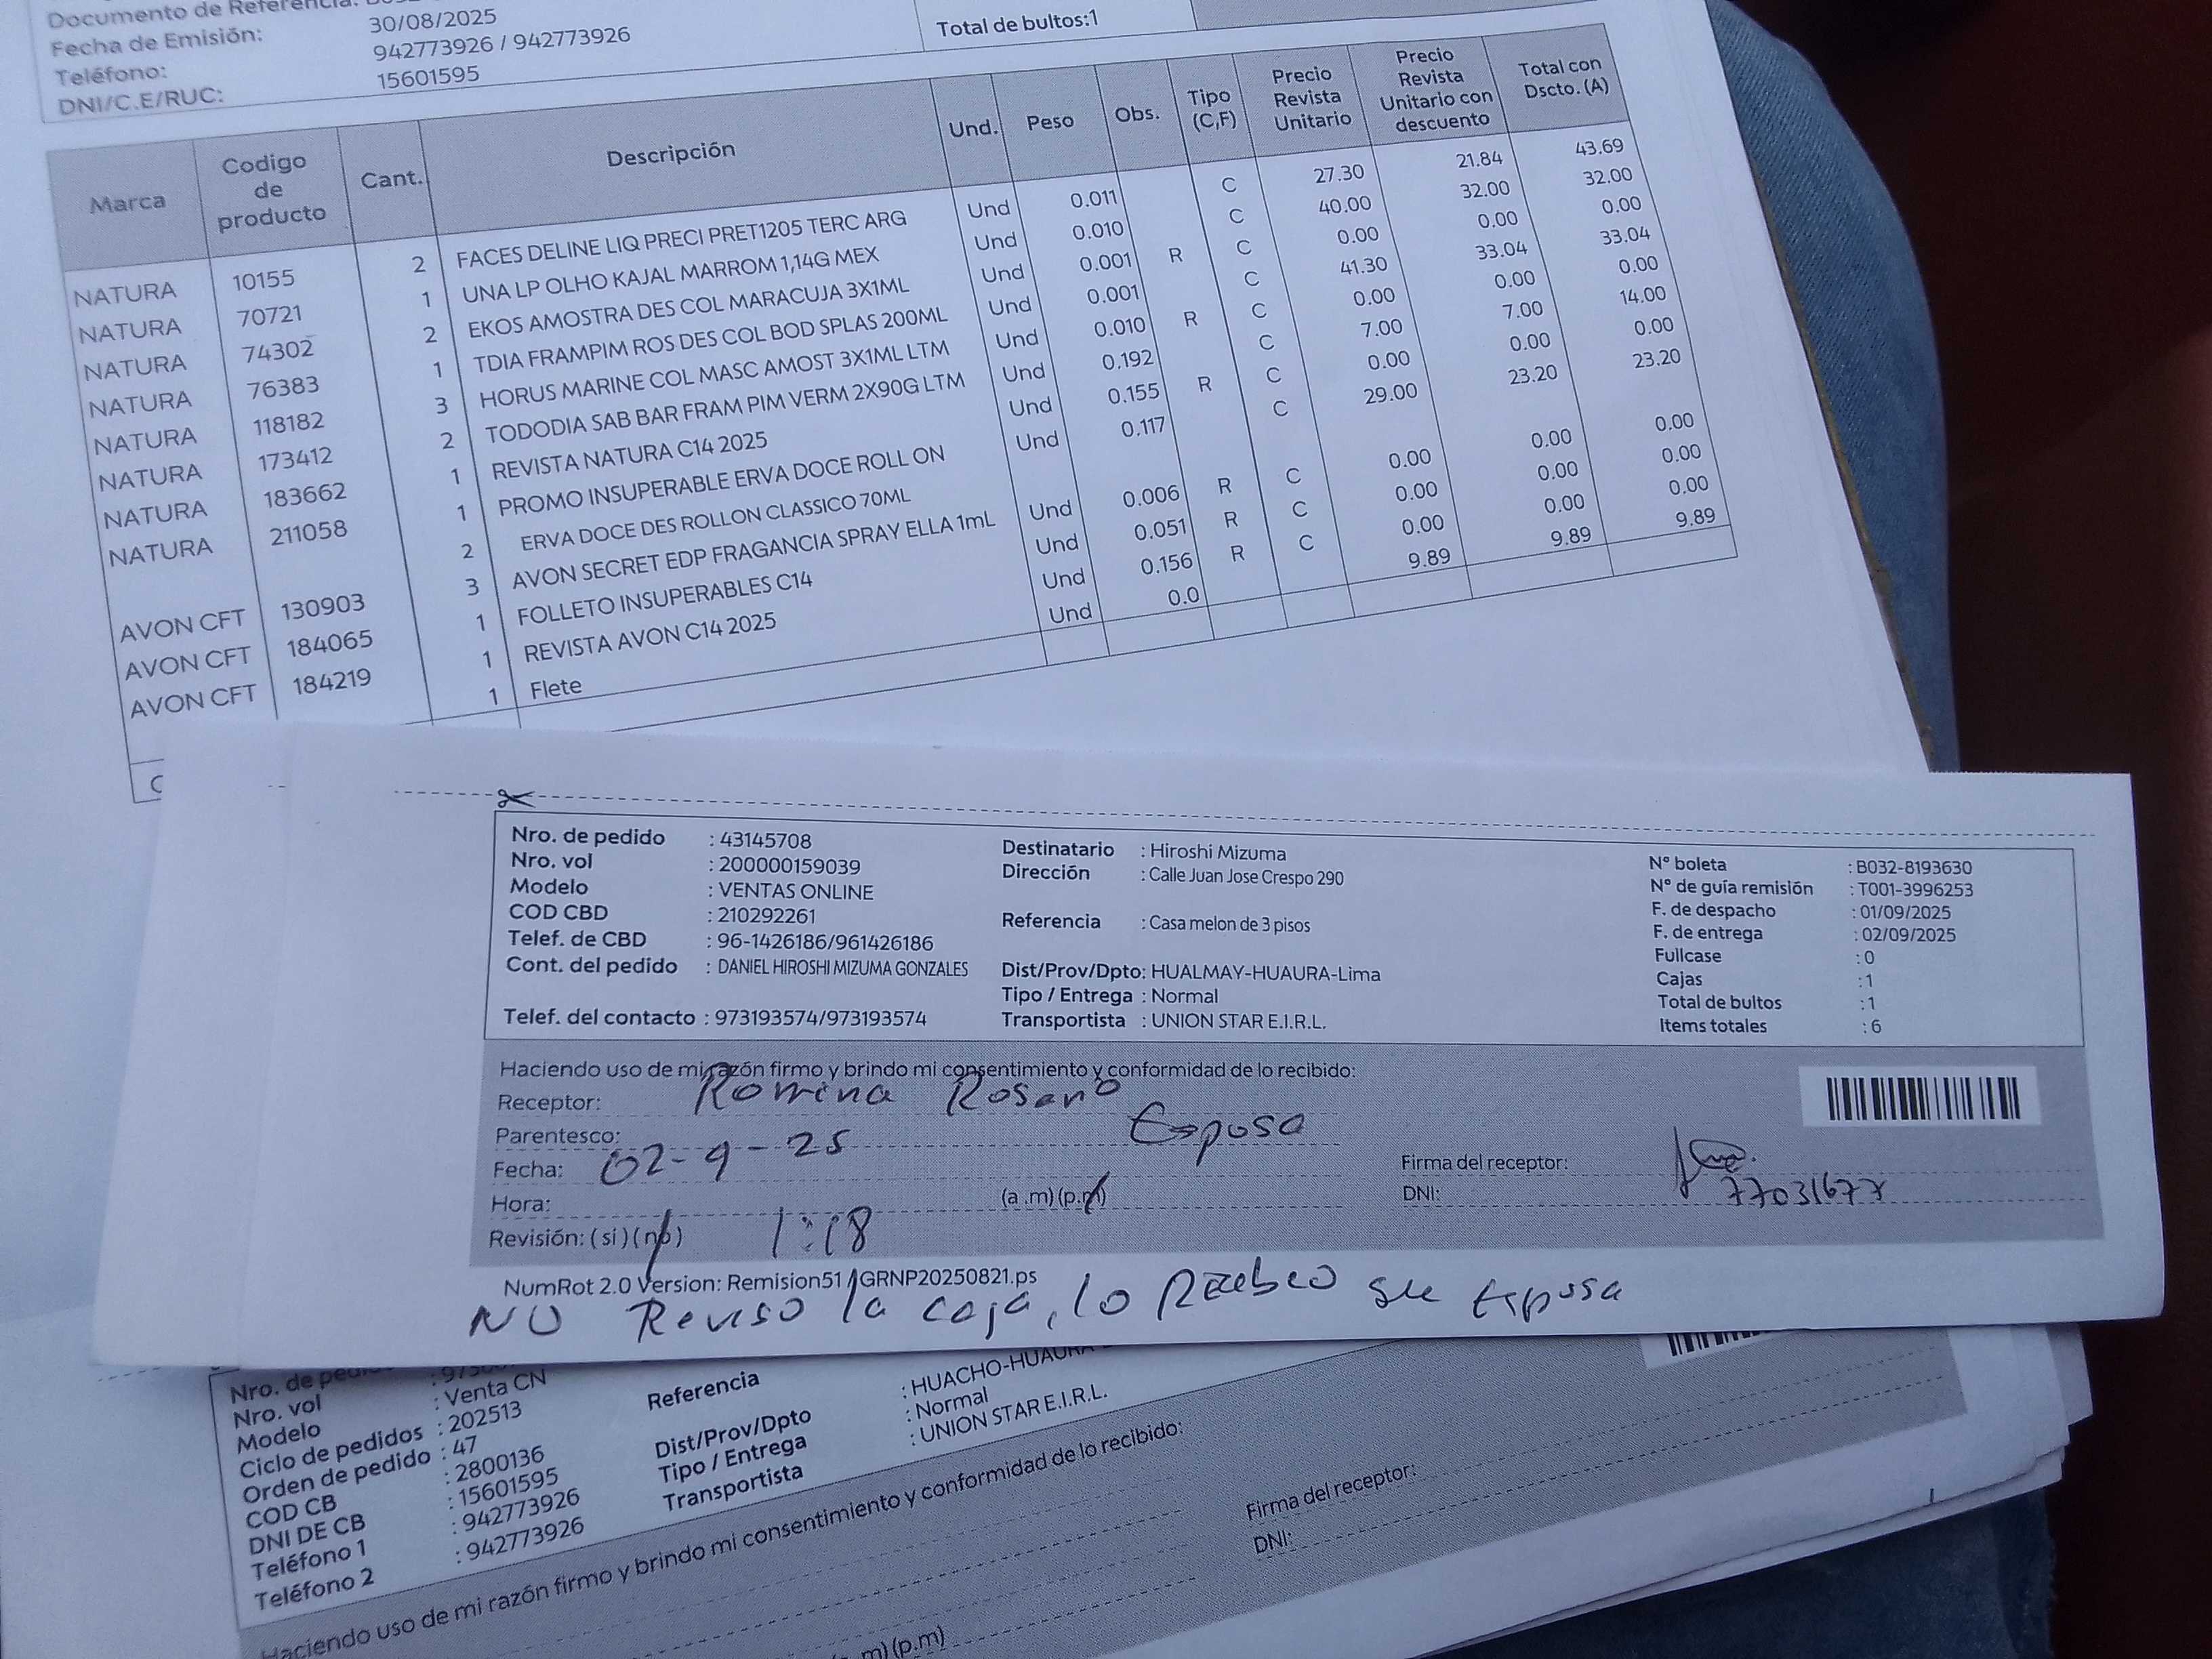 Documento de Referencia:
Fecha de Emisión: 30/08/2025
Teléfono: 942773926 / 942773926
DNI/C.E/RUC: 15601595
Total de bultos:1
Marca Codigo de producto Cant. Descripción Und. Peso Obs. Tipo (C,F) Precio Revista Unitario Precio Revista Unitario con descuento Total con Dscto. (A)
NATURA 10155 2 FACES DELINE LIQ PRECI PRET1205 TERC ARG Und 0.011 C 27.30 21.84 43.69
NATURA 70721 1 UNA LP OLHO KAJAL MARROM 1,14G MEX Und 0.010 C 40.00 32.00 32.00
NATURA 74302 2 EKOS AMOSTRA DES COL MARACUJA 3X1ML Und 0.001 R C 0.00 0.00 0.00
NATURA 76383 1 TDIA FRAMPIM ROS DES COL BOD SPLAS 200ML Und 0.001 C 41.30 33.04 33.04
NATURA 118182 3 HORUS MARINE COL MASC AMOST 3X1ML LTM Und 0.010 R C 0.00 0.00 0.00
NATURA 173412 2 TODODIA SAB BAR FRAM PIM VERM 2X90G LTM Und 0.192 C 7.00 7.00 14.00
NATURA 183662 1 REVISTA NATURA C14 2025 Und 0.155 R C 0.00 0.00 0.00
NATURA 211058 1 PROMO INSUPERABLE ERVA DOCE ROLL ON Und 0.117 C 29.00 23.20 23.20
2 ERVA DOCE DES ROLLON CLASSICO 70ML
AVON CFT 130903 3 AVON SECRET EDP FRAGANCIA SPRAY ELLA 1mL Und 0.006 R C 0.00 0.00 0.00
AVON CFT 184065 1 FOLLETO INSUPERABLES C14 Und 0.051 R C 0.00 0.00 0.00
AVON CFT 184219 1 REVISTA AVON C14 2025 Und 0.156 R C 0.00 0.00 0.00
1 Flete Und 0.0 9.89 9.89 9.89
Nro. de pedido : 43145708
Nro. vol : 200000159039
Modelo : VENTAS ONLINE
COD CBD : 210292261
Telef. de CBD : 96-1426186/961426186
Cont. del pedido : DANIEL HIROSHI MIZUMA GONZALES
Telef. del contacto : 973193574/973193574
Destinatario : Hiroshi Mizuma
Dirección : Calle Juan Jose Crespo 290
Referencia : Casa melon de 3 pisos
Dist/Prov/Dpto: HUALMAY-HUAURA-Lima
Tipo / Entrega : Normal
Transportista : UNION STAR E.I.R.L.
N° boleta : B032-8193630
N° de guía remisión : T001-3996253
F. de despacho : 01/09/2025
F. de entrega : 02/09/2025
Fullcase : 0
Cajas : 1
Total de bultos : 1
Items totales : 6
Haciendo uso de mi razón firmo y brindo mi consentimiento y conformidad de lo recibido:
Receptor: Romina Rosario
Parentesco: Esposa
Fecha: 02-9-25
Hora: (a .m) (p.m)
Revisión: ( si ) ( no ) 1:18
Firma del receptor:
DNI: 77031677
NumRot 2.0 Version: Remision51 GRNP20250821.ps
NO Reviso la caja, lo Recibio su Esposa
Nro. de pedido
Nro. vol
Modelo : Venta CN
Ciclo de pedidos : 202513
Orden de pedido : 47
COD CB : 2800136
DNI DE CB : 15601595
Teléfono 1 : 942773926
Teléfono 2 : 942773926
Referencia
Dist/Prov/Dpto : HUACHO-HUAURA
Tipo / Entrega : Normal
Transportista : UNION STAR E.I.R.L.
Haciendo uso de mi razón firmo y brindo mi consentimiento y conformidad de lo recibido:
Firma del receptor:
DNI:
m) (p.m)